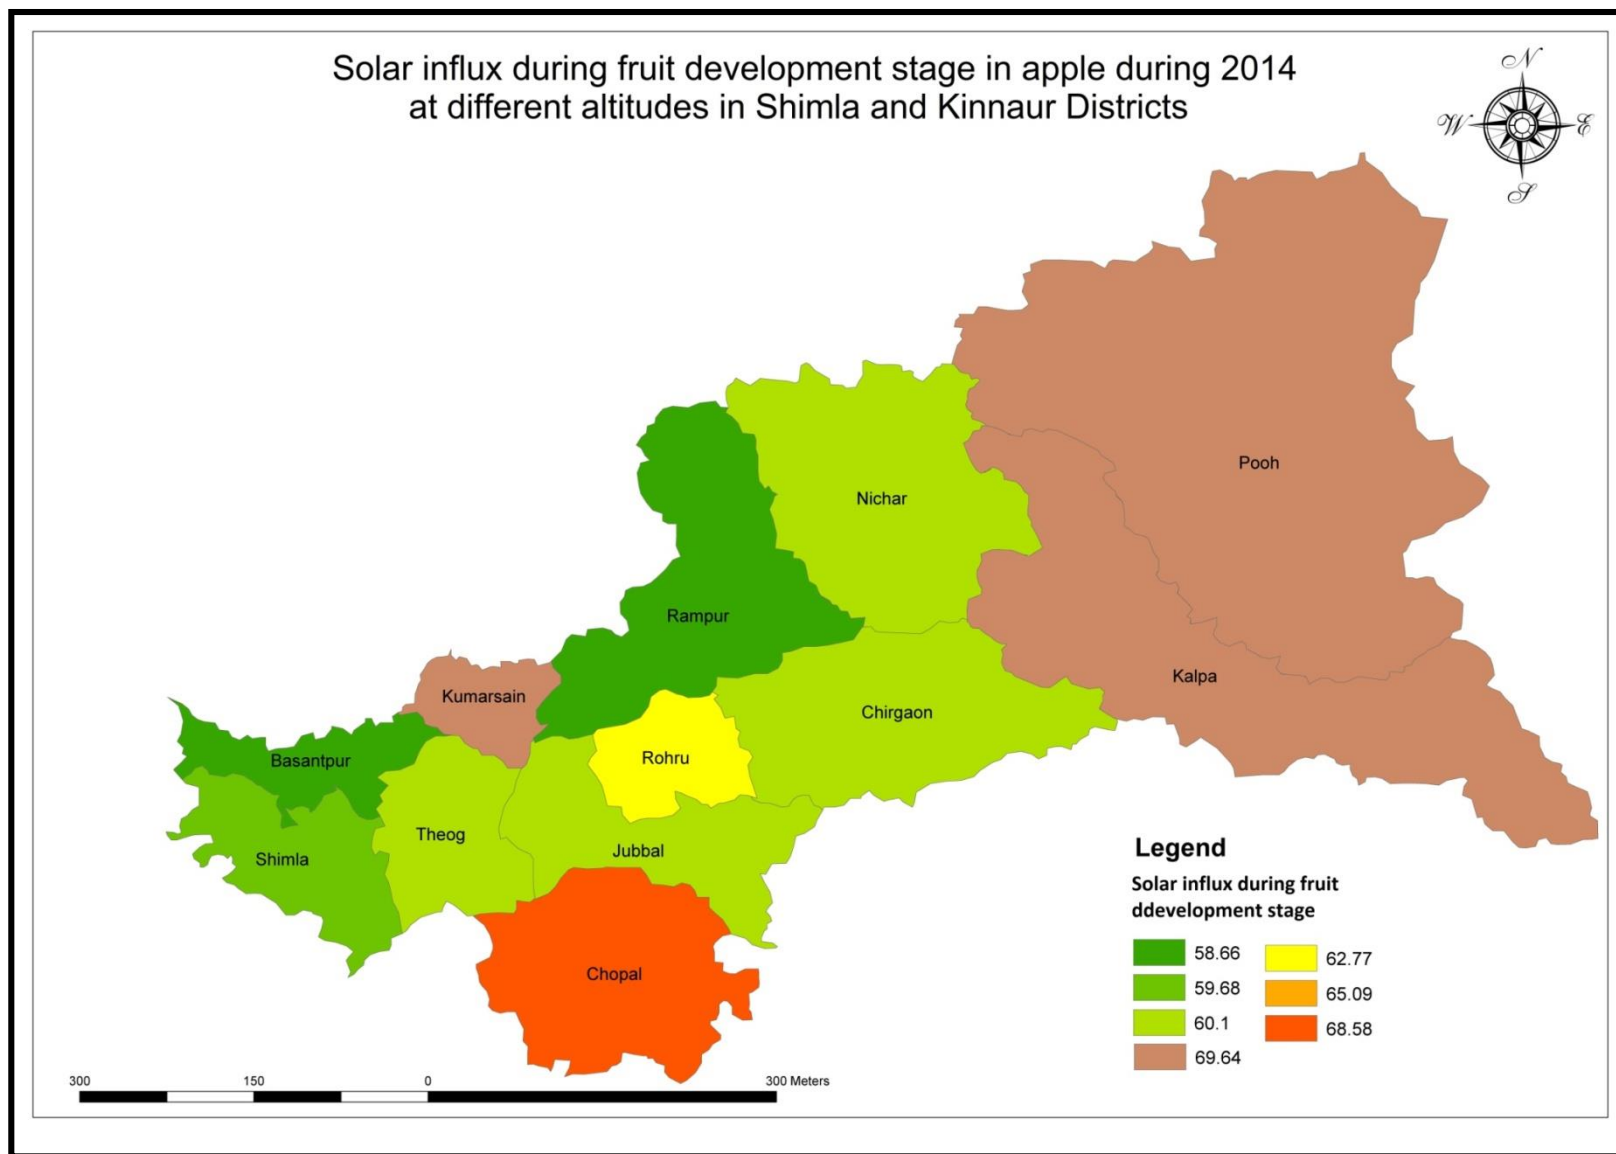 Solar influx during fruit development stage in apple during 2014
at different altitudes in Shimla and Kinnaur Districts
N
W
E
S
Pooh
Nichar
Rampur
Kalpa
Kumarsain
Chirgaon
Basantpur
Rohru
Theog
Jubbal
Shimla
Chopal
Legend
Solar influx during fruit
ddevelopment stage
58.66
59.68
60.1
69.64
62.77
65.09
68.58
300 150 0 300 Meters